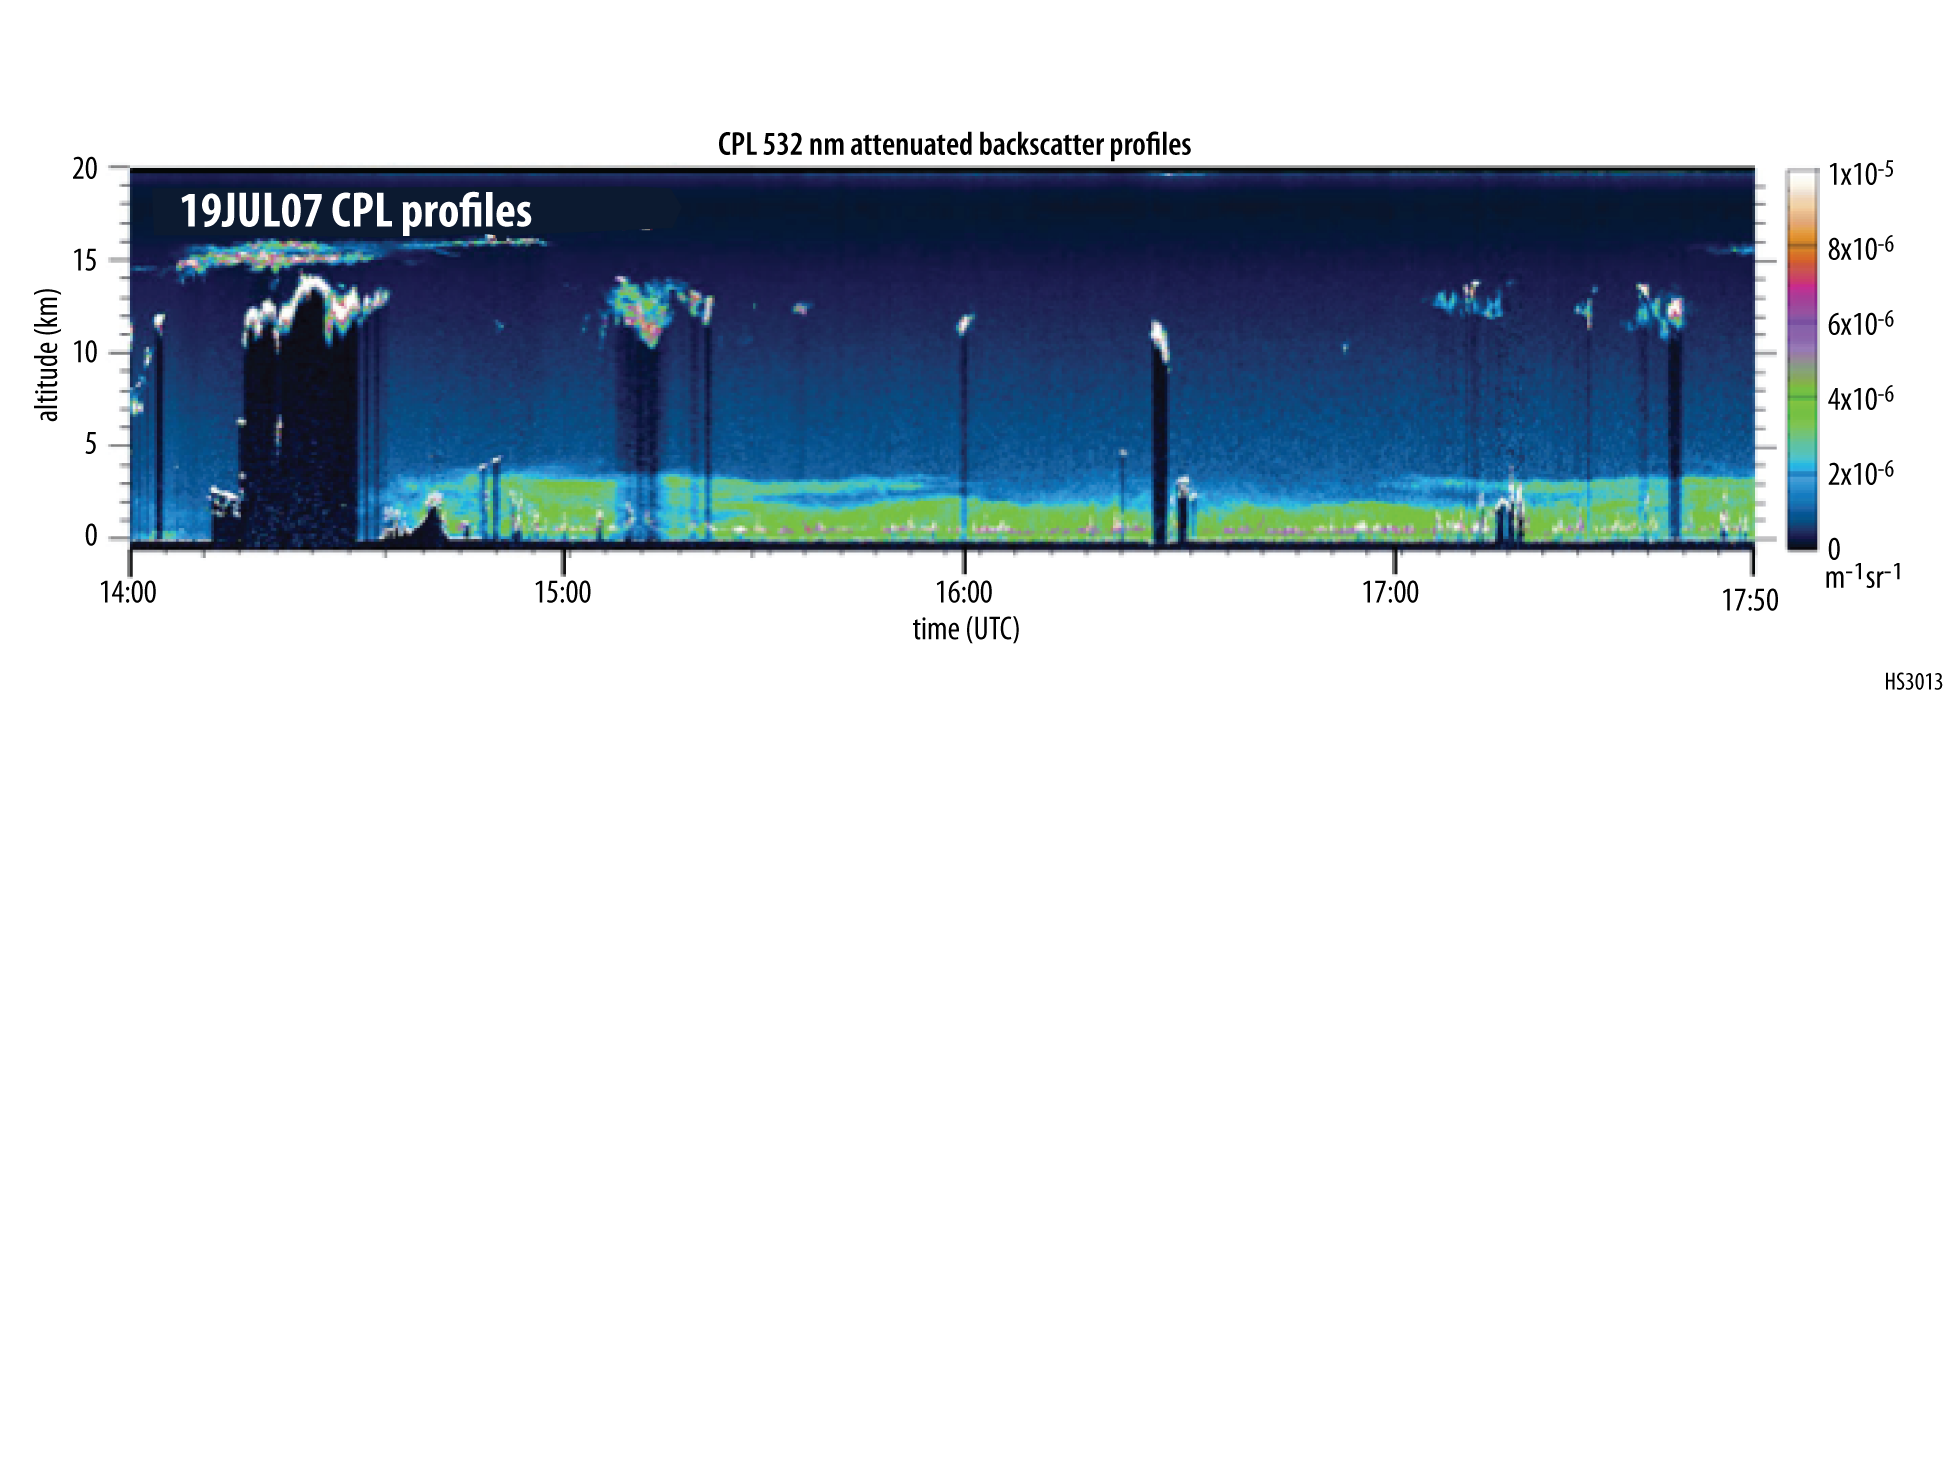 CPL 532 nm attenuated backscatter profiles
19JUL07 CPL profiles
altitude (km)
20
15
10
5
0
14:00
15:00
16:00
17:00
17:50
time (UTC)
1x10-5
8x10-6
6x10-6
4x10-6
2x10-6
0
m-1sr-1
HS3013